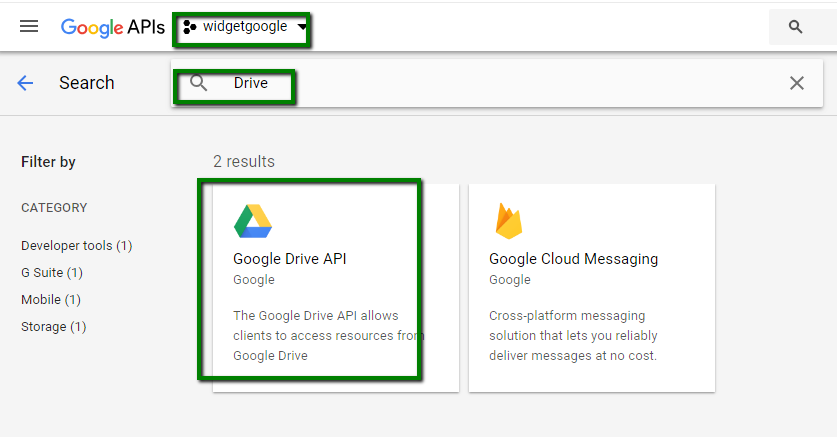 Google APIs widgetgoogle
Search Drive
Filter by
2 results
CATEGORY
Developer tools (1)
G Suite (1)
Mobile (1)
Storage (1)
Google Drive API
Google
The Google Drive API allows
clients to access resources from
Google Drive
Google Cloud Messaging
Google
Cross-platform messaging
solution that lets you reliably
deliver messages at no cost.